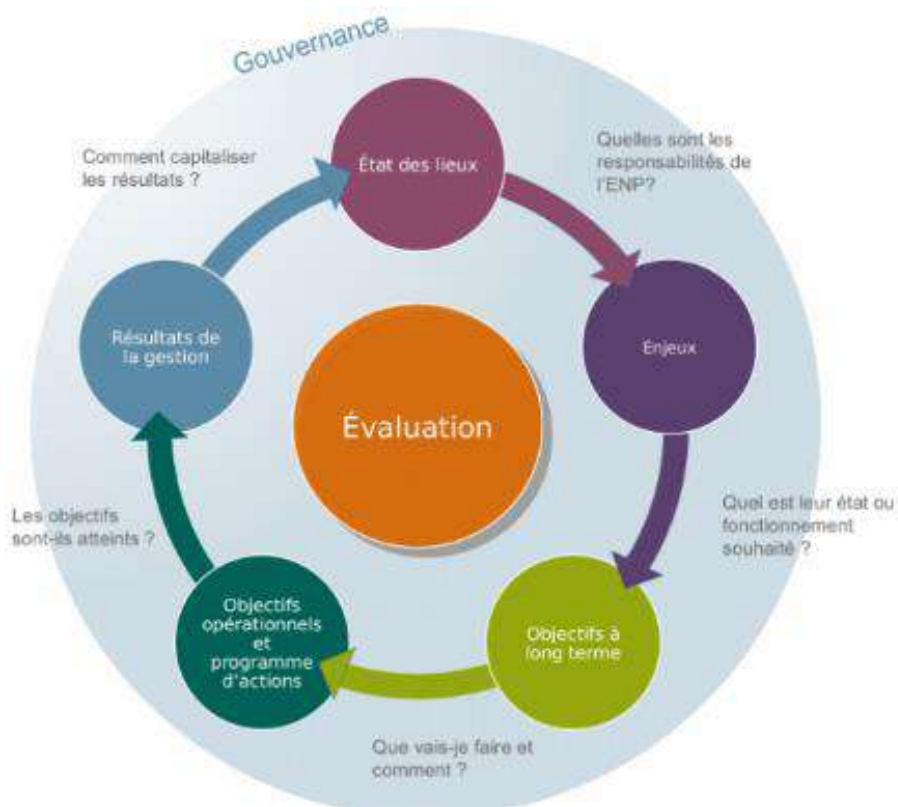 Gouvernance
État des lieux
Quelles sont les
responsabilités de
l'ENP?
Enjeux
Quel est leur état ou
fonctionnement
souhaité ?
Objectifs à
long terme
Que vais-je faire et
comment ?
Objectifs
opérationnels
et
programme
d'actions
Les objectifs
sont-ils atteints ?
Résultats de
la gestion
Comment capitaliser
les résultats ?
Évaluation